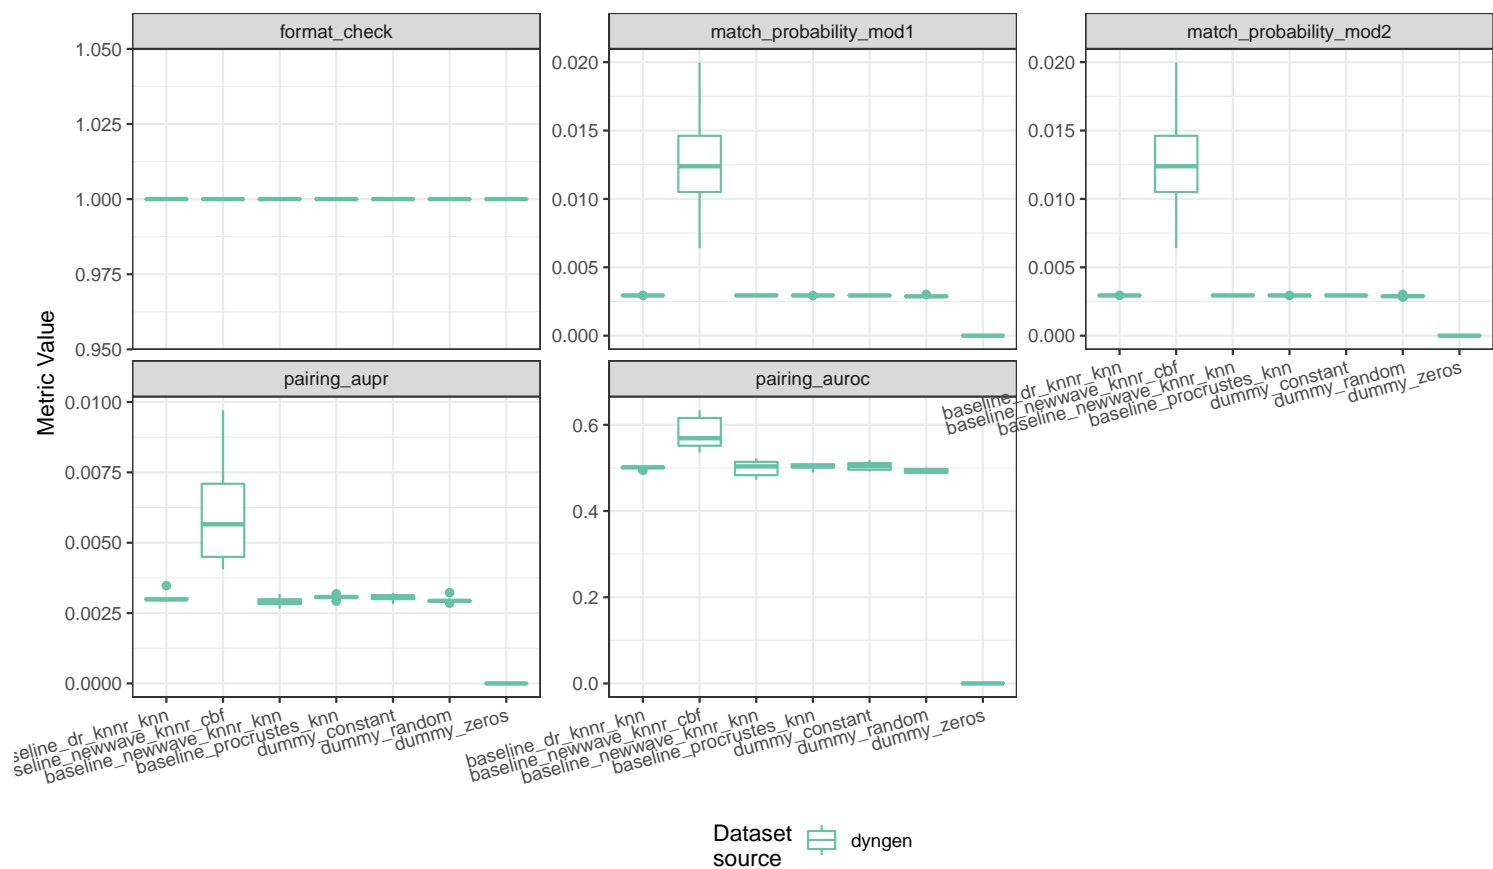 format_check
match_probability_mod1
match_probability_mod2
1.050
1.025
1.000
0.975
0.950
0.020
0.015
0.010
0.005
0.000
0.020
0.015
0.010
0.005
0.000
baseline_dr_knnr_knn
baseline_newwave_knnr_cbf
baseline_newwave_knnr_knn
baseline_procrustes_knn
dummy_constant
dummy_random
dummy_zeros
Metric Value
pairing_aupr
pairing_auroc
0.0100
0.0075
0.0050
0.0025
0.0000
0.6
0.4
0.2
0.0
seline_dr_knnr_knn
seline_newwave_knnr_cbf
baseline_newwave_knnr_knn
baseline_procrustes_knn
dummy_constant
dummy_random
dummy_zeros
baseline_dr_knnr_knn
baseline_newwave_knnr_cbf
baseline_newwave_knnr_knn
baseline_procrustes_knn
dummy_constant
dummy_random
dummy_zeros
Dataset
source
dyngen